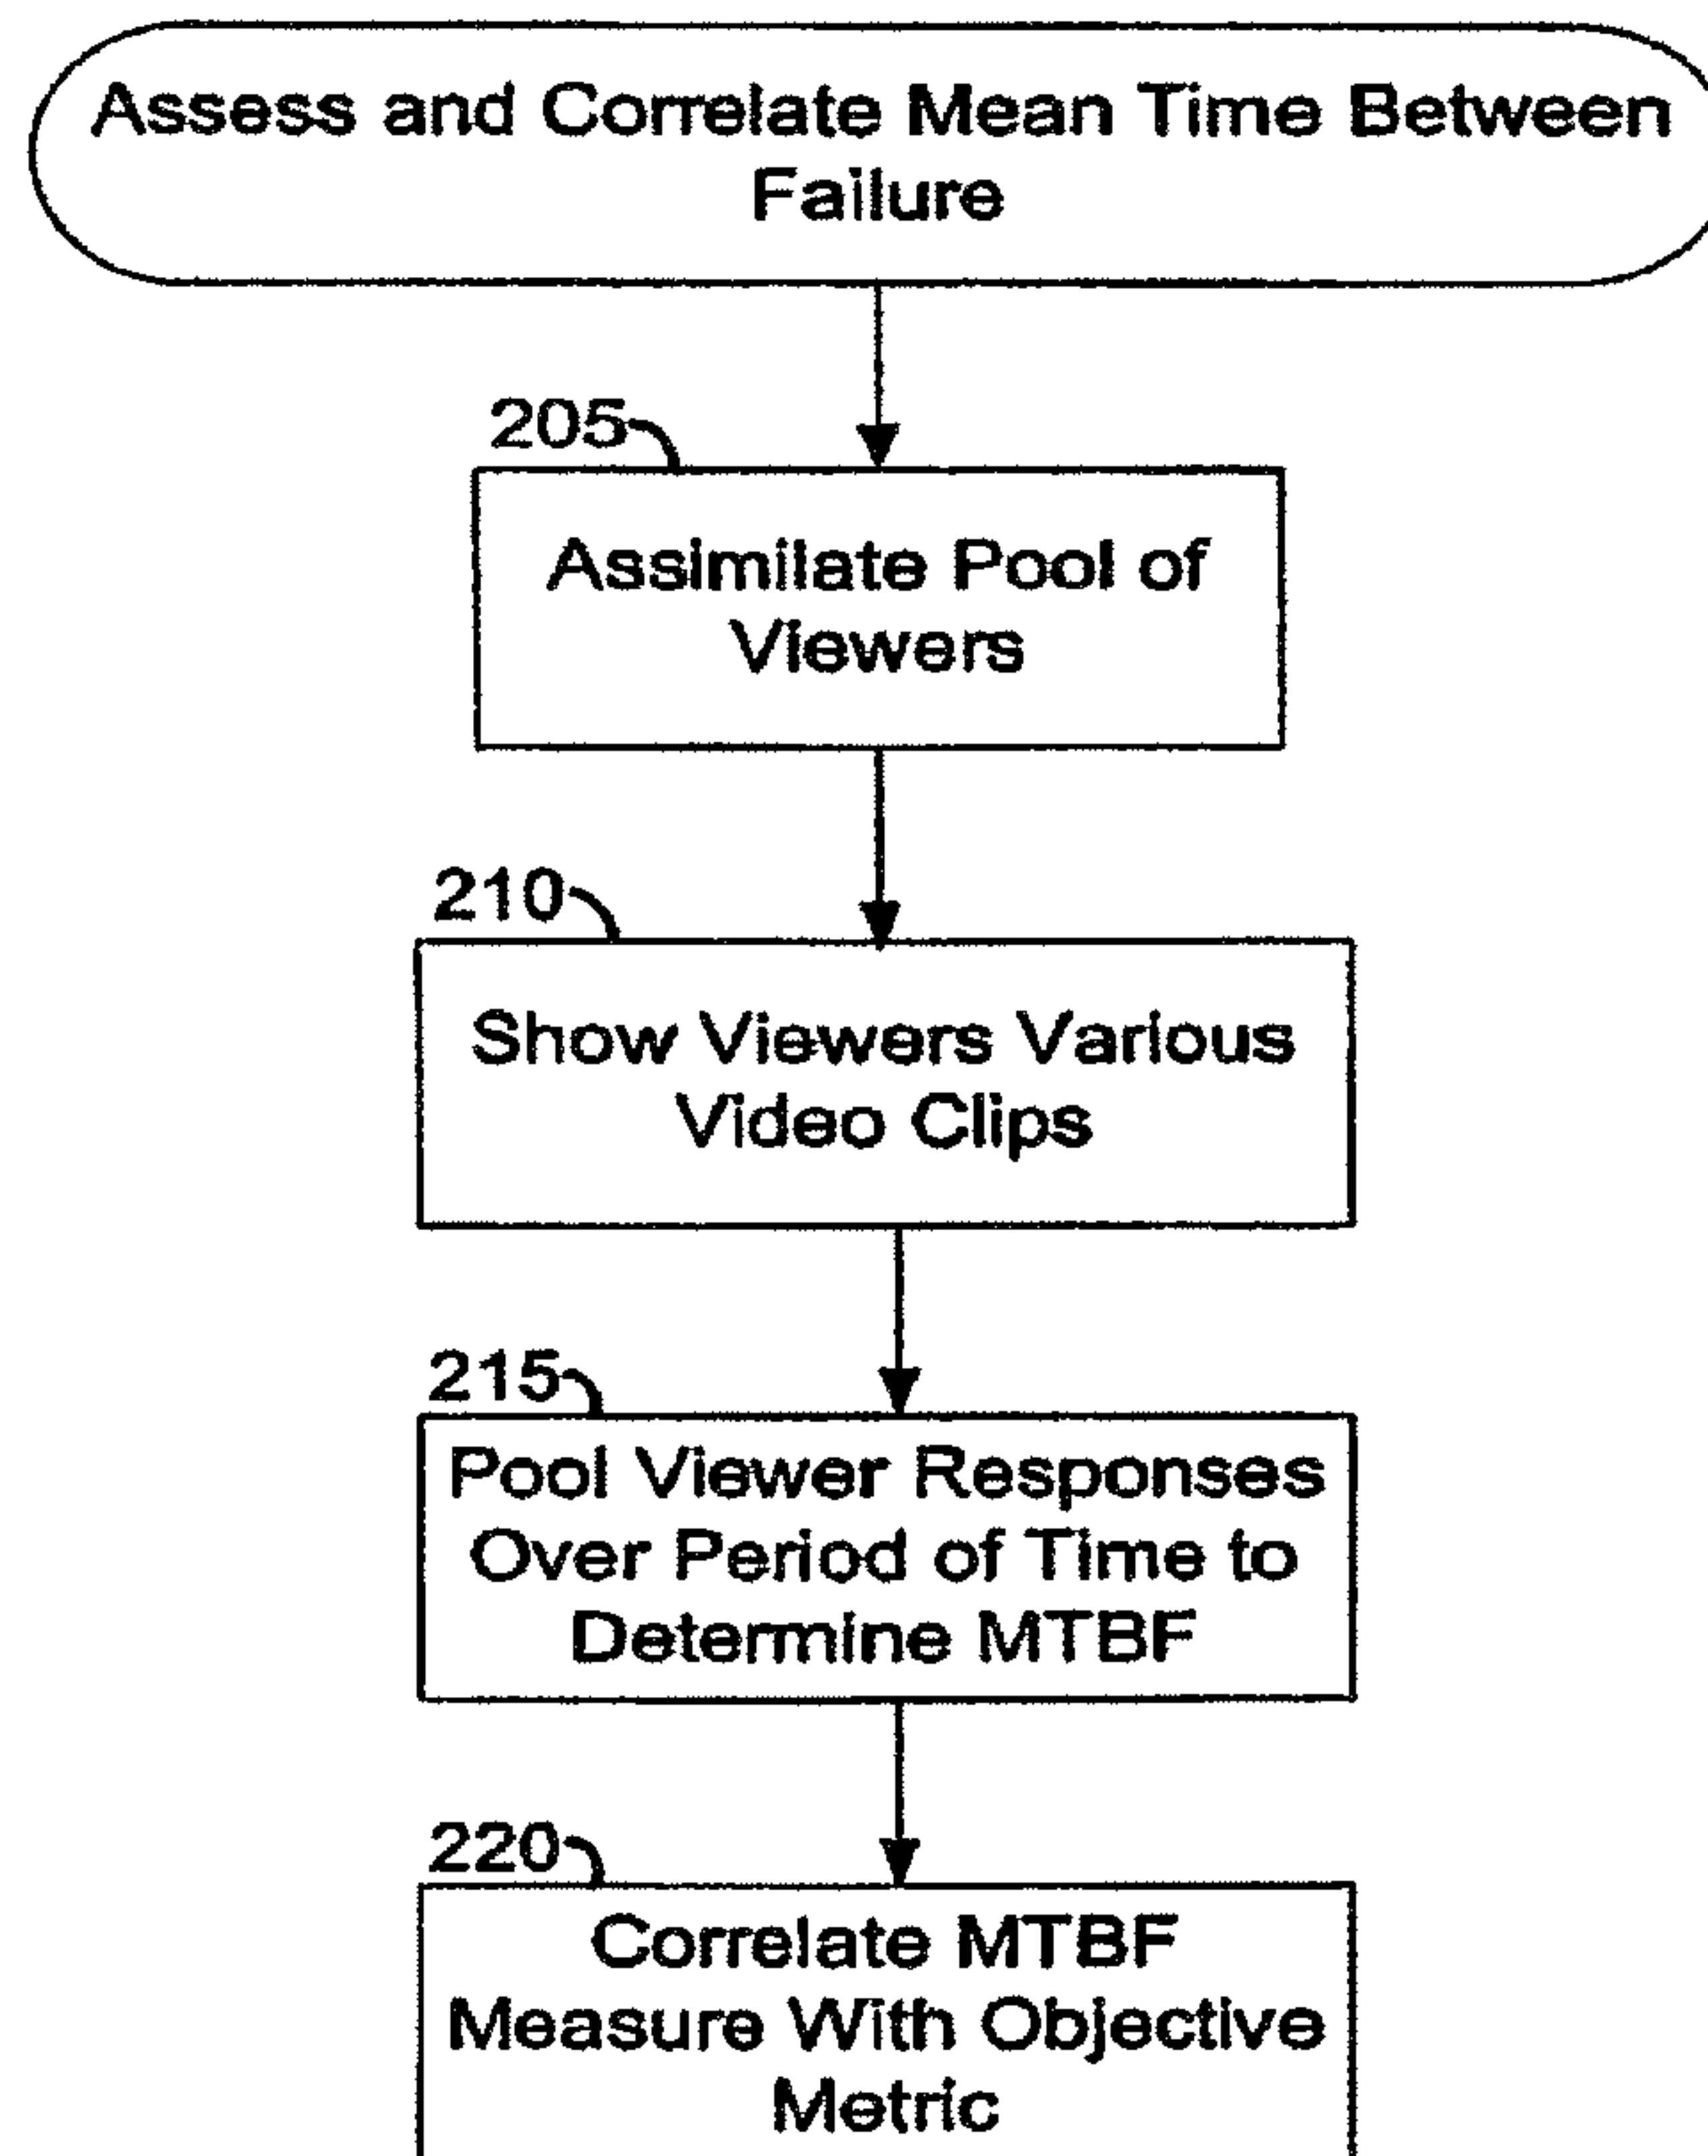 Assess and Correlate Mean Time Between
Failure
205
Assimilate Pool of
Viewers
210
Show Viewers Various
Video Clips
215
Pool Viewer Responses
Over Period of Time to
Determine MTBF
220
Correlate MTBF
Measure With Objective
Metric